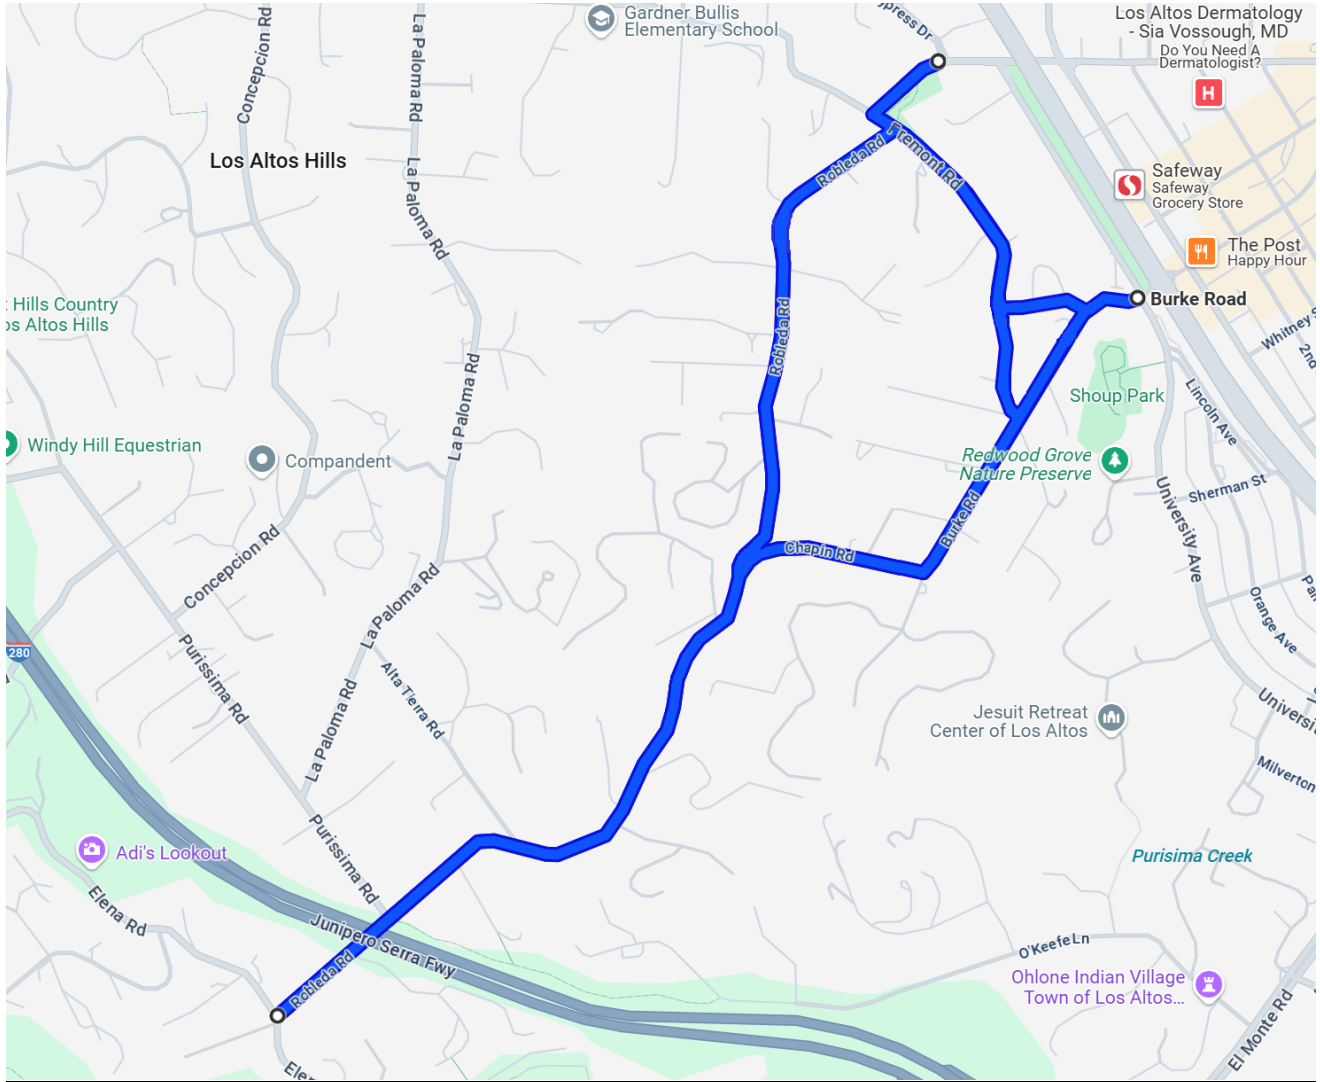 Gardner Bullis
Elementary School
Los Altos Dermatology
- Sia Vossough, MD
Do You Need A
Dermatologist?
H
Concepcion Rd
La Paloma Rd
Los Altos Hills
La Paloma Rd
Robleda Rd
Fremont Rd
Safeway
Safeway
Grocery Store
The Post
Happy Hour
Hills Country
os Altos Hills
Robleda Rd
Burke Road
Whitney
2nd
La Paloma Rd
Shoup Park
Lincoln Ave
Windy Hill Equestrian
Compandent
Redwood Grove
Nature Preserve
Sherman St
University Ave
Burke Rd
Chapin Rd
Concepcion Rd
La Paloma Rd
Orange Ave
280
Purissima Rd
Alta Tierra Rd
La Paloma Rd
Jesuit Retreat
Center of Los Altos
Universi
Milverton
Purissima Rd
Adi's Lookout
Purisima Creek
Elena Rd
Junipero Serra Fwy
Robleda Rd
O'Keefe Ln
Ohlone Indian Village
Town of Los Altos...
El Monte Rd